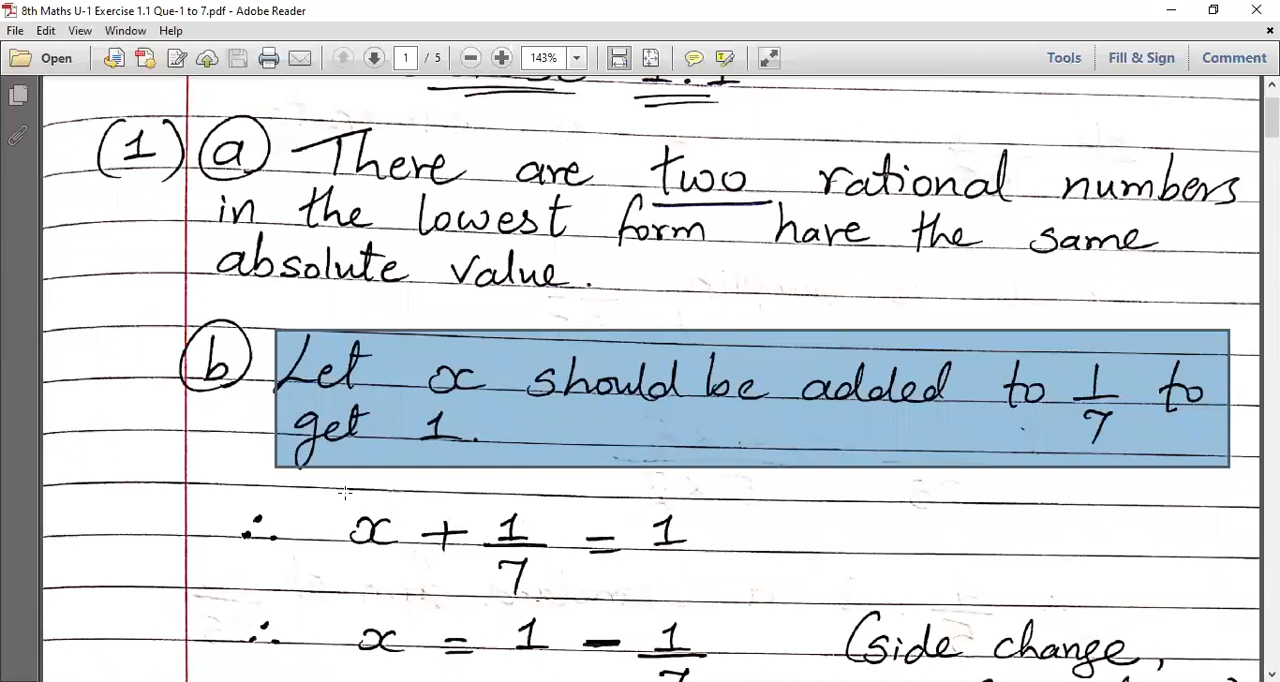 8th Maths U-1 Exercise 1.1 Que-1 to 7.pdf - Adobe Reader
File Edit View Window Help
Open 1 / 5 143% Tools Fill & Sign Comment
1.1
(1) a There are two rational numbers
in the lowest form have the same
absolute value.
b Let x should be added to 1/7 to
get 1.
∴ x + 1/7 = 1
∴ x = 1 - 1/7 (side change,